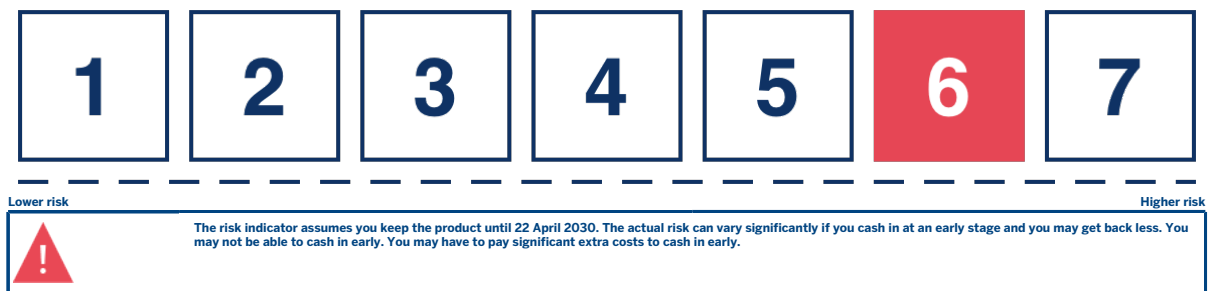 1 2 3 4 5 6 7
Lower risk Higher risk
!
The risk indicator assumes you keep the product until 22 April 2030. The actual risk can vary significantly if you cash in at an early stage and you may get back less. You
may not be able to cash in early. You may have to pay significant extra costs to cash in early.